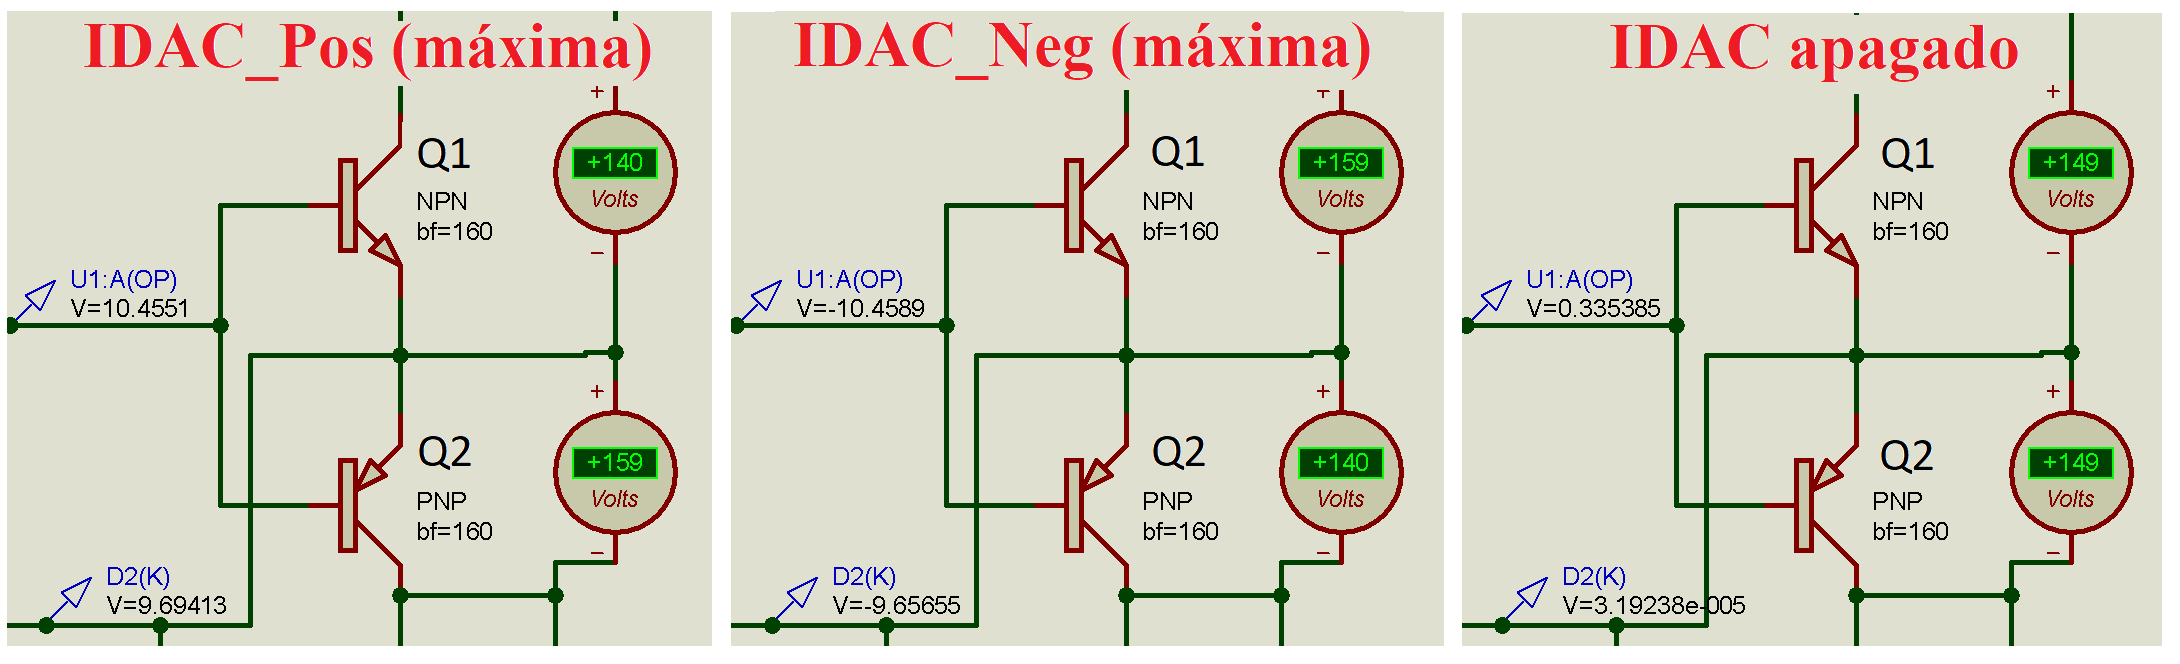 IDAC_Pos (máxima)
+
Q1
+140
Volts
NPN
bf=160
−
U1:A(OP)
V=10.4551
+
Q2
+159
Volts
PNP
bf=160
−
D2(K)
V=9.69413
IDAC_Neg (máxima)
+
Q1
+159
Volts
NPN
bf=160
−
U1:A(OP)
V=-10.4589
+
Q2
+140
Volts
PNP
bf=160
−
D2(K)
V=-9.65655
IDAC apagado
+
Q1
+149
Volts
NPN
bf=160
−
U1:A(OP)
V=0.335385
+
Q2
+149
Volts
PNP
bf=160
−
D2(K)
V=3.19238e-005